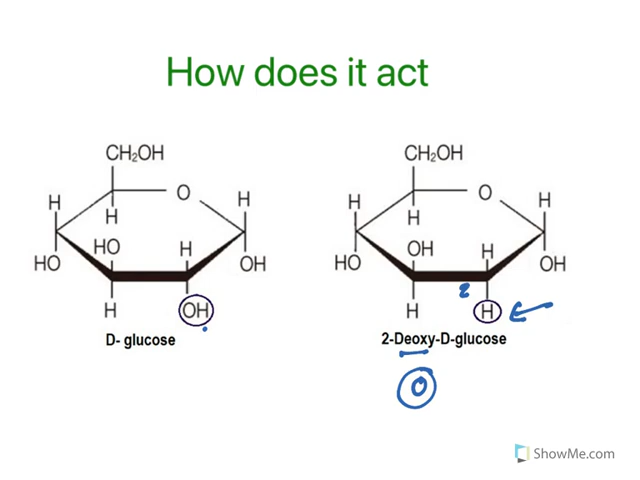 How does it act
CH2OH CH2OH
H O H H O H
H H
HO HO H OH HO OH H OH
H OH H 2 H
D- glucose 2-Deoxy-D-glucose
O
ShowMe.com